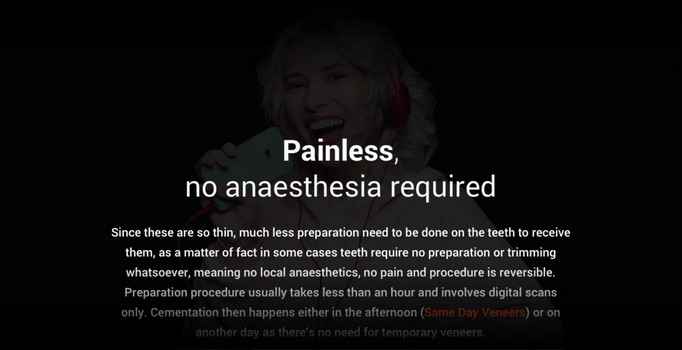 Painless,
no anaesthesia required
Since these are so thin, much less preparation need to be done on the teeth to receive
them, as a matter of fact in some cases teeth require no preparation or trimming
whatsoever, meaning no local anaesthetics, no pain and procedure is reversible.
Preparation procedure usually takes less than an hour and involves digital scans
only. Cementation then happens either in the afternoon (Same Day Veneers) or on
another day as there's no need for temporary veneers.